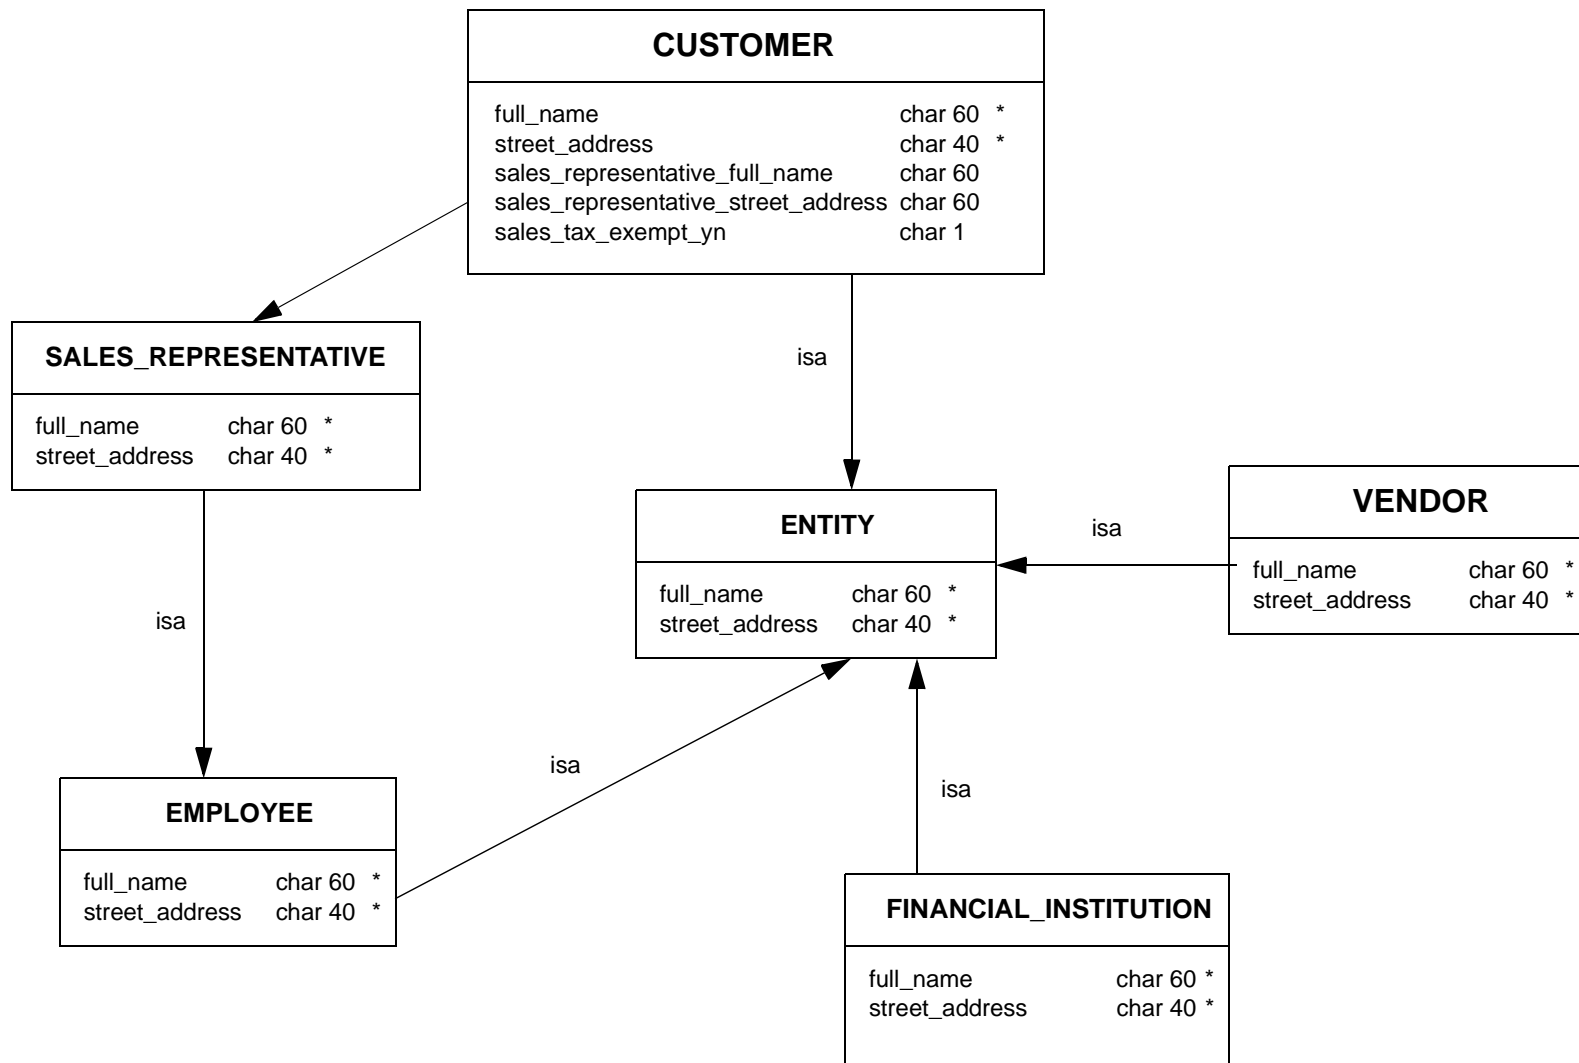 CUSTOMER
full_name char 60 *
street_address char 40 *
sales_representative_full_name char 60
sales_representative_street_address char 60
sales_tax_exempt_yn char 1
SALES_REPRESENTATIVE
full_name char 60 *
street_address char 40 *
isa
ENTITY
full_name char 60 *
street_address char 40 *
isa
VENDOR
full_name char 60 *
street_address char 40 *
isa
EMPLOYEE
full_name char 60 *
street_address char 40 *
isa
isa
FINANCIAL_INSTITUTION
full_name char 60 *
street_address char 40 *